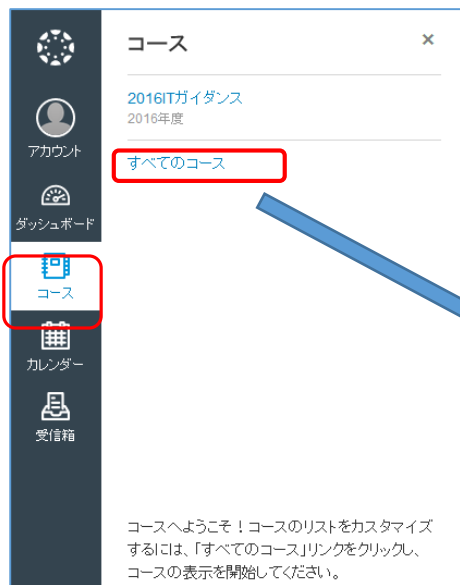 コース
×
2016ITガイダンス
2016年度
すべてのコース
アカウント
ダッシュボード
コース
カレンダー
受信箱
コースへようこそ！コースのリストをカスタマイズ
するには、「すべてのコース」リンクをクリックし、
コースの表示を開始してください。